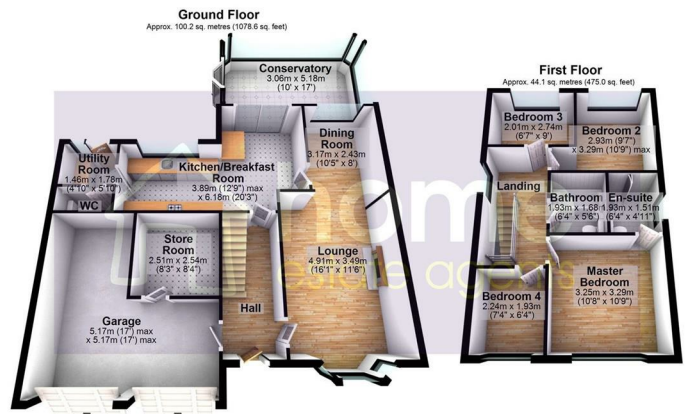 Ground Floor
Approx. 100.2 sq. metres (1078.6 sq. feet)
Conservatory
3.06m x 5.18m
(10' x 17')
Dining
Room
3.17m x 2.43m
(10'5" x 8')
Utility
Room
1.46m x 1.78m
(4'10" x 5'10")
Kitchen/Breakfast
Room
3.89m (12'9") max
x 6.18m (20'3")
WC
Store
Room
2.51m x 2.54m
(8'3" x 8'4")
Lounge
4.91m x 3.49m
(16'1" x 11'6")
Hall
Garage
5.17m (17') max
x 5.17m (17') max
First Floor
Approx. 44.1 sq. metres (475.0 sq. feet)
Bedroom 3
2.01m x 2.74m
(6'7" x 9')
Bedroom 2
2.93m (9'7")
x 3.29m (10'9") max
Landing
Bathroom
1.93m x 1.68
(6'4" x 5'6")
En-suite
1.93m x 1.51m
(6'4" x 4'11")
Master
Bedroom
3.25m x 3.29m
(10'8" x 10'9")
Bedroom 4
2.24m x 1.93m
(7'4" x 6'4")
home
estate agents